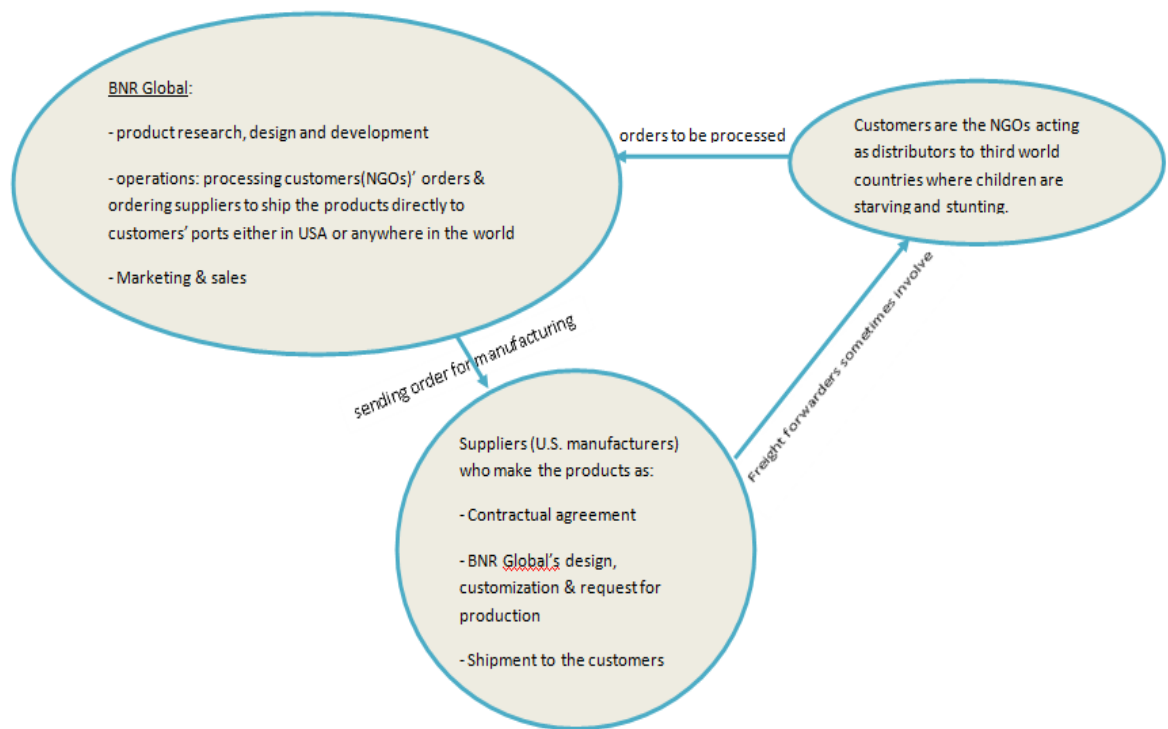 BNR Global:
- product research, design and development
- operations: processing customers(NGOs)’ orders &
ordering suppliers to ship the products directly to
customers’ ports either in USA or anywhere in the world
- Marketing & sales
orders to be processed
Customers are the NGOs acting
as distributors to third world
countries where children are
starving and stunting.
sending order for manufacturing
Freight forwarders sometimes involve
Suppliers (U.S. manufacturers)
who make the products as:
- Contractual agreement
- BNR Global’s design,
customization & request for
production
- Shipment to the customers